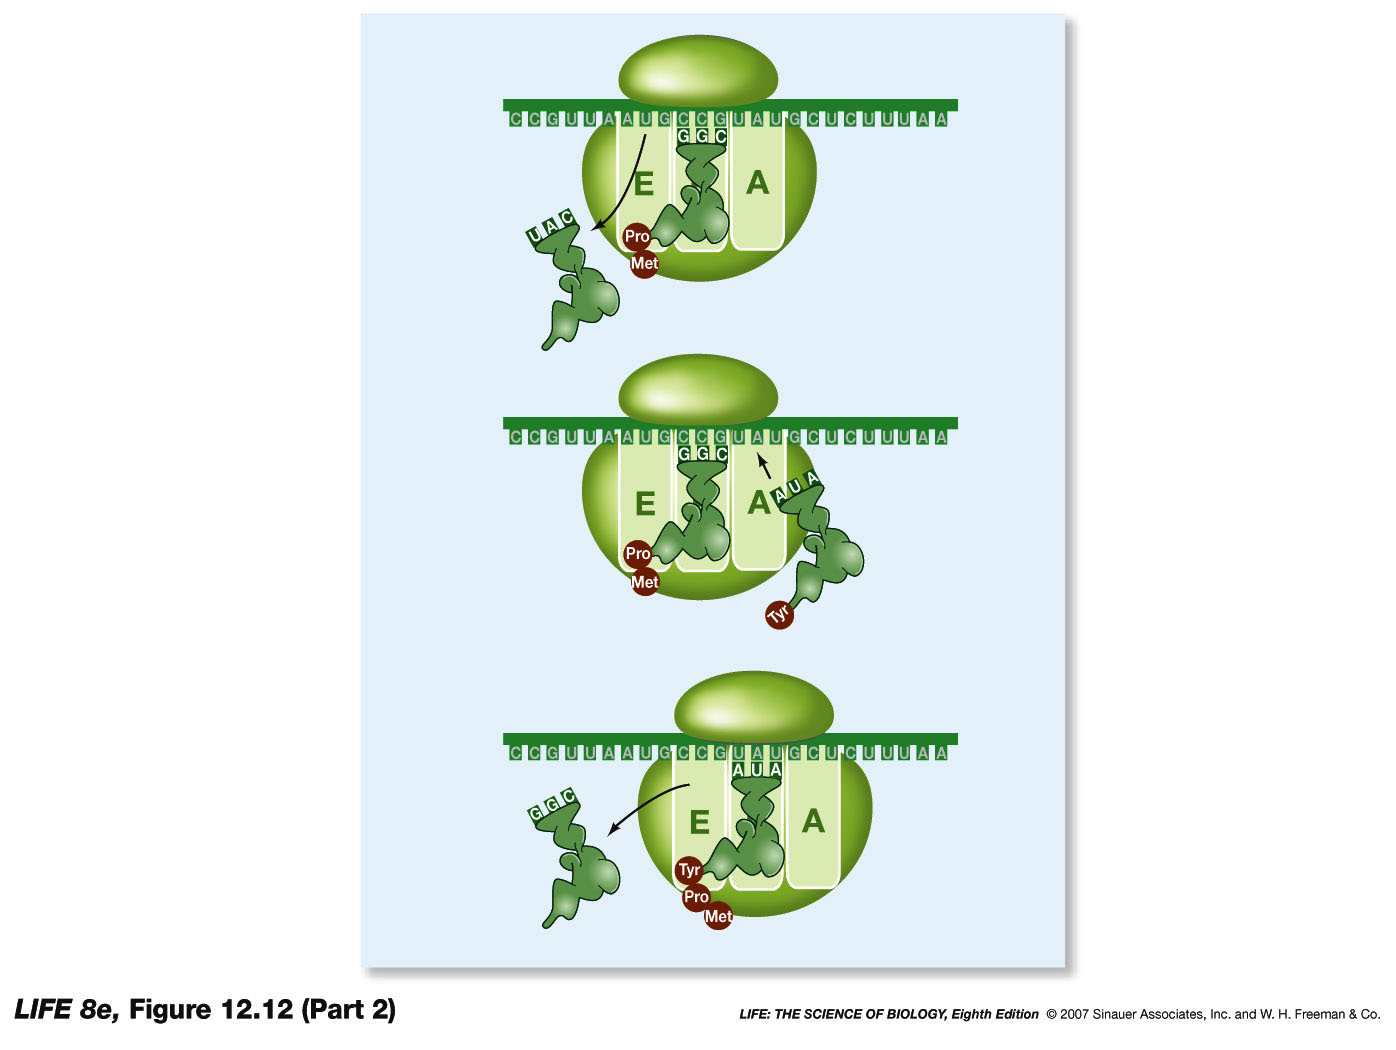 CCGUUAAUGCCGUAUGCUCUUUAA
GGC
E A
UAC
Pro
Met
CCGUUAAUGCCGUAUGCUCUUUAA
GGC
AUA
E A
Pro
Met
Tyr
CCGUUAAUGCCGUAUGCUCUUUAA
AUA
GGC
E A
Tyr
Pro
Met
LIFE 8e, Figure 12.12 (Part 2)
LIFE: THE SCIENCE OF BIOLOGY, Eighth Edition © 2007 Sinauer Associates, Inc. and W. H. Freeman & Co.